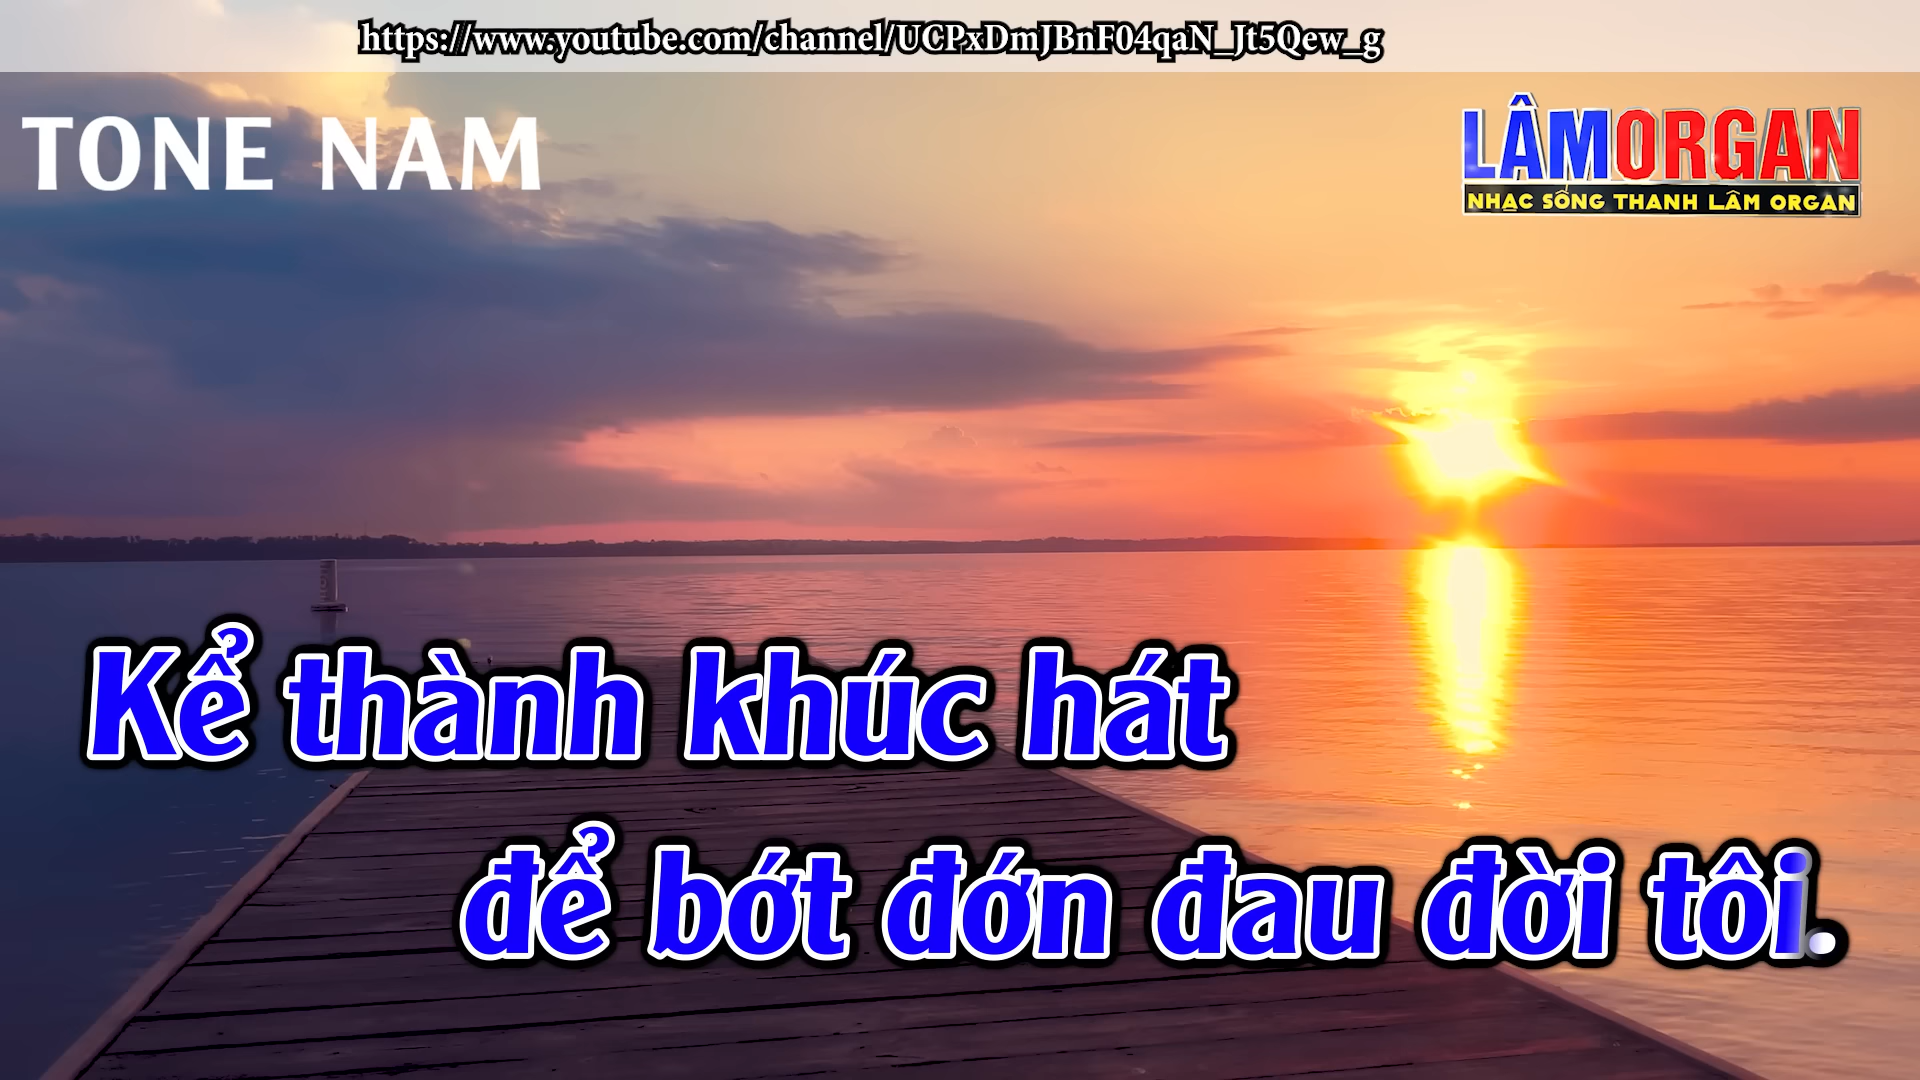 https://www.youtube.com/channel/UCPxDmJBnF04qaN_Jt5Qew_g
TONE NAM
LÂMORGAN
NHẠC SỐNG THANH LÂM ORGAN
Kể thành khúc hát
để bớt đớn đau đời tôi.